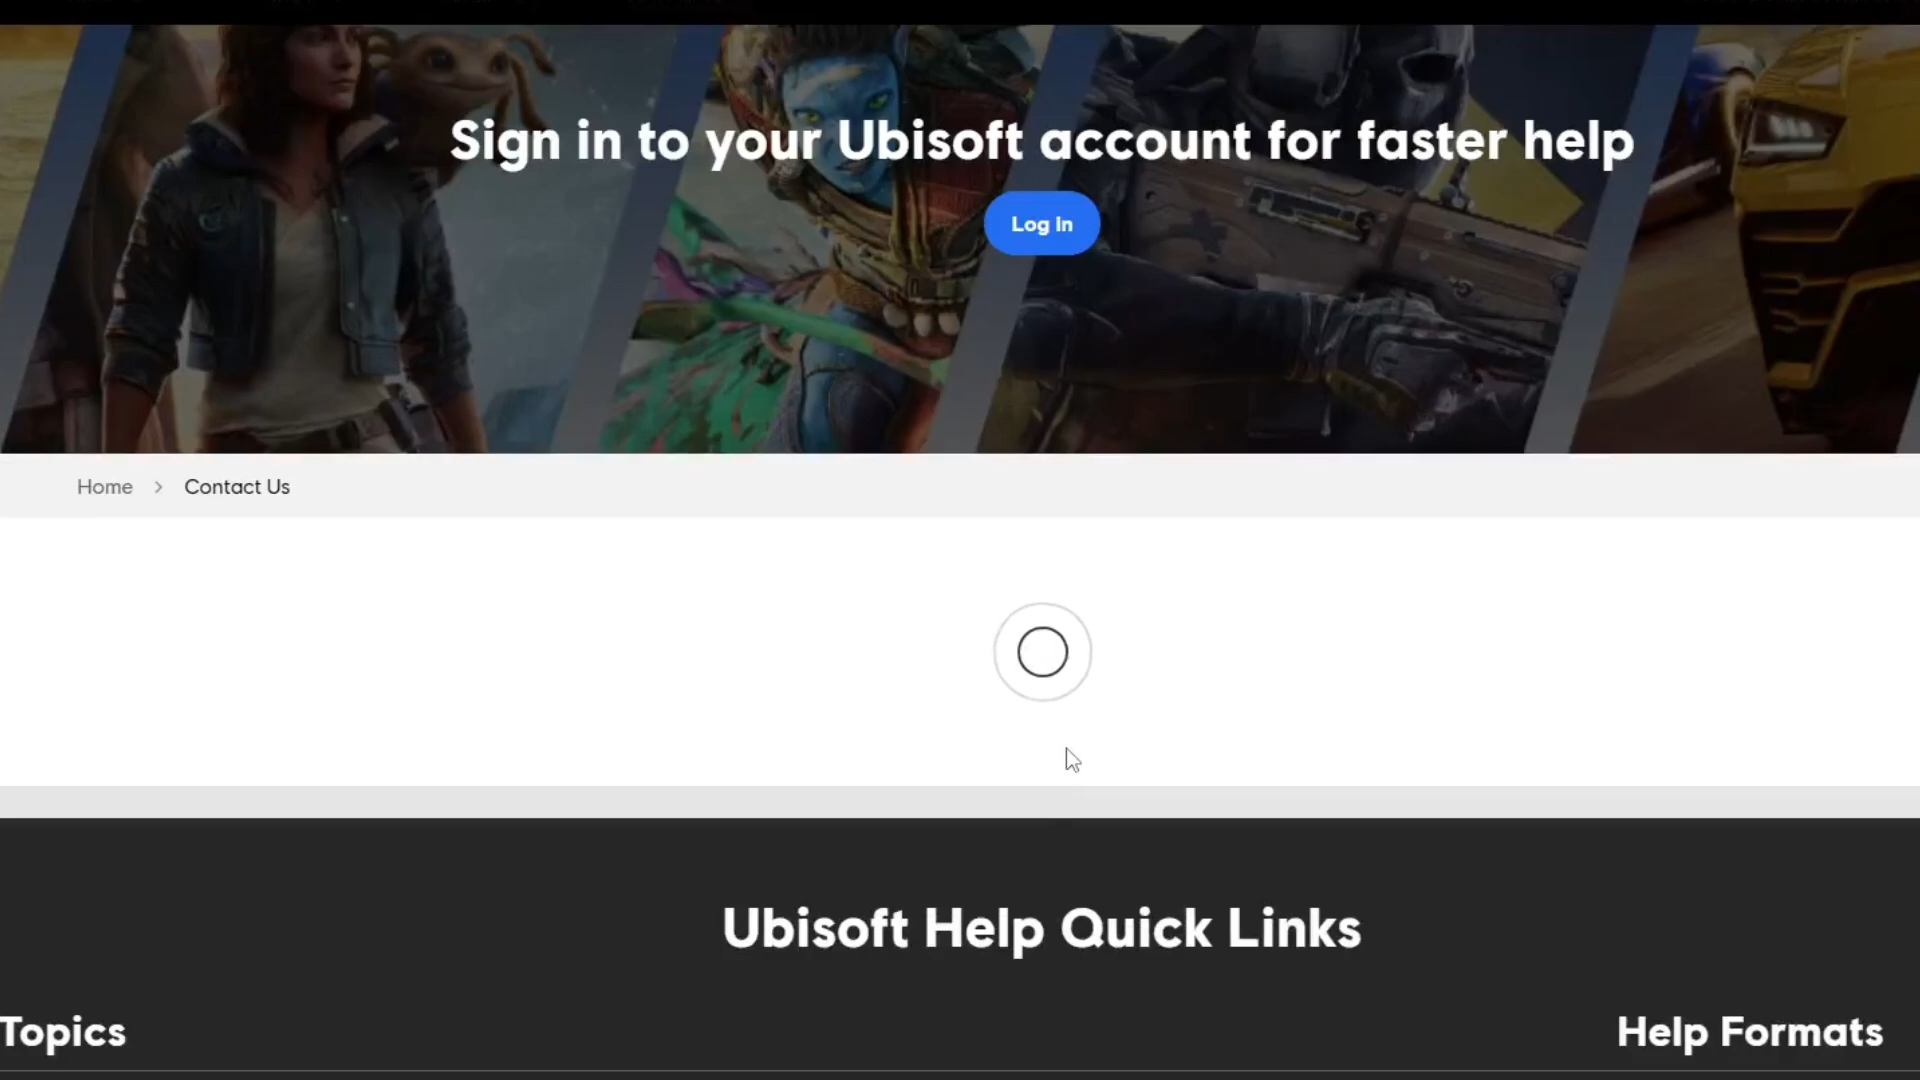 Sign in to your Ubisoft account for faster help
Log In
Home > Contact Us
Ubisoft Help Quick Links
Topics
Help Formats